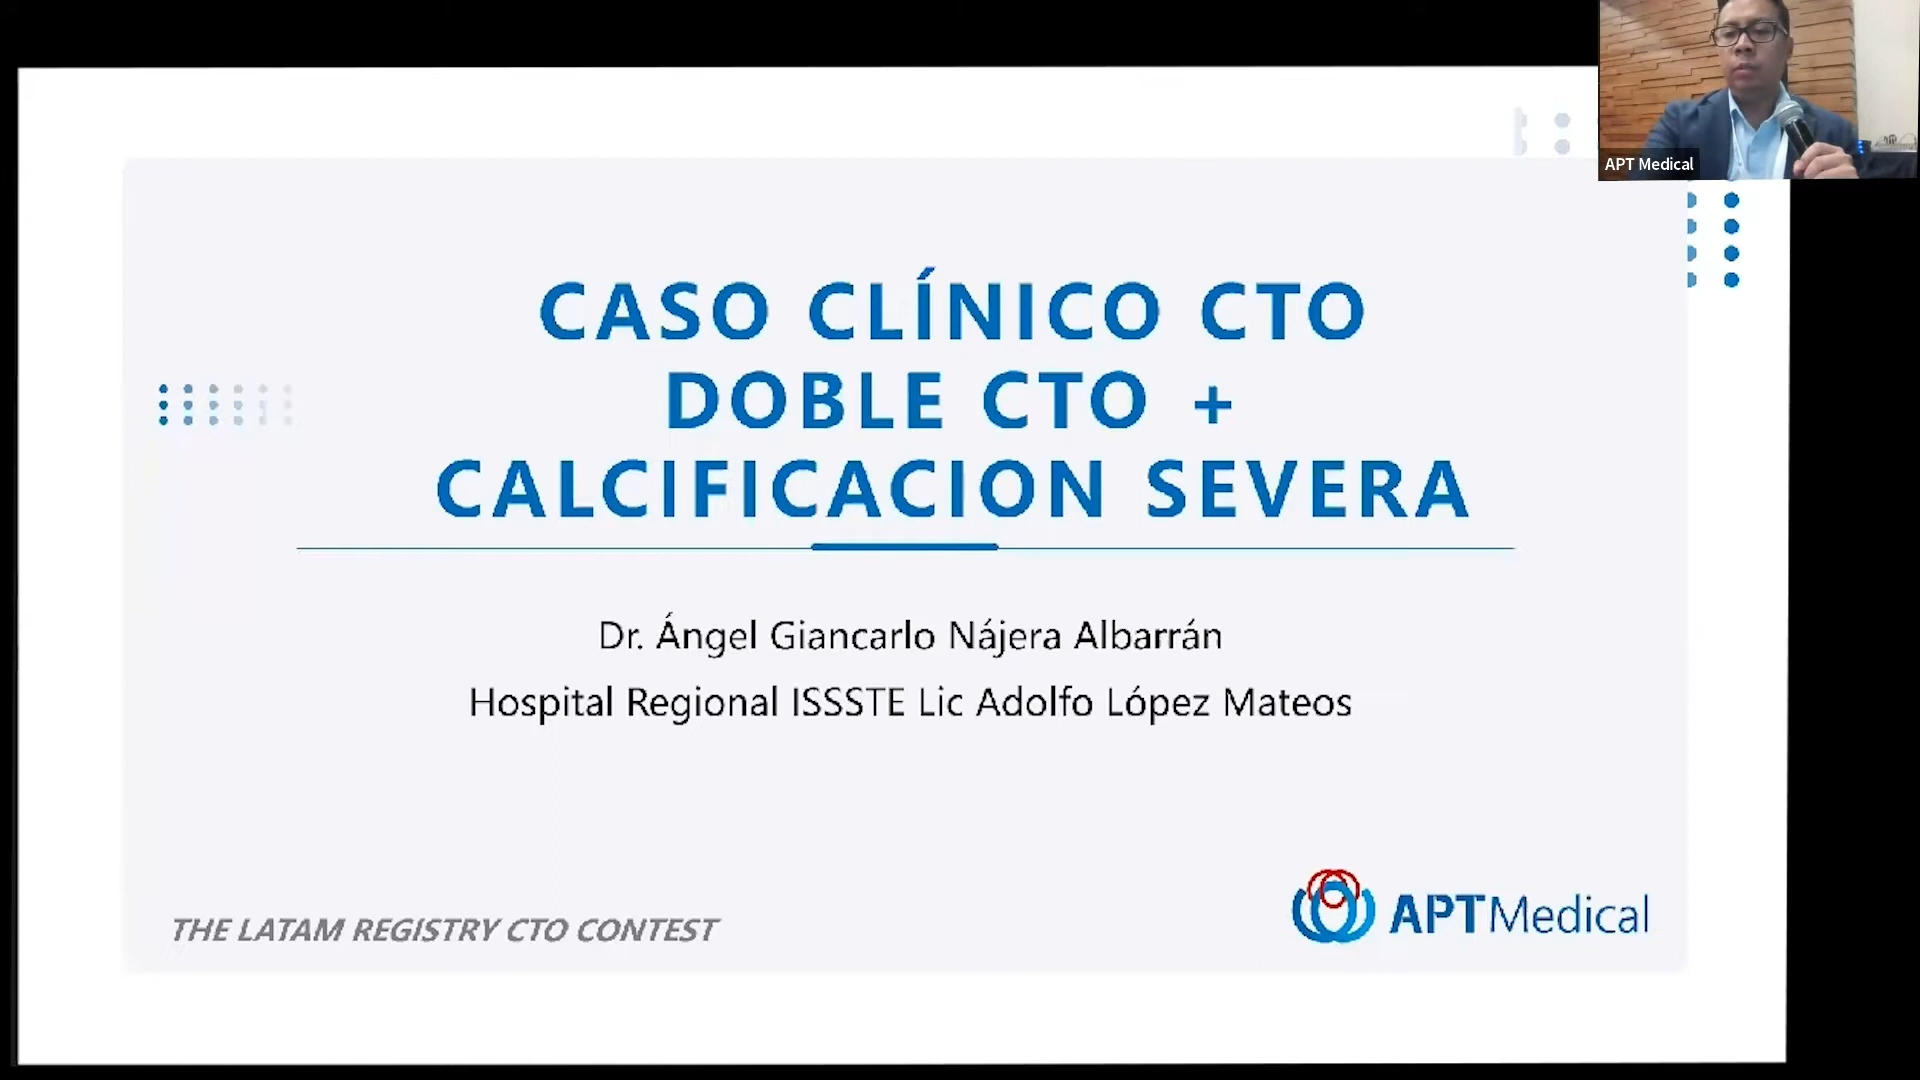 APT Medical
CASO CLÍNICO CTO
DOBLE CTO +
CALCIFICACION SEVERA
Dr. Ángel Giancarlo Nájera Albarrán
Hospital Regional ISSSTE Lic Adolfo López Mateos
THE LATAM REGISTRY CTO CONTEST
APTMedical